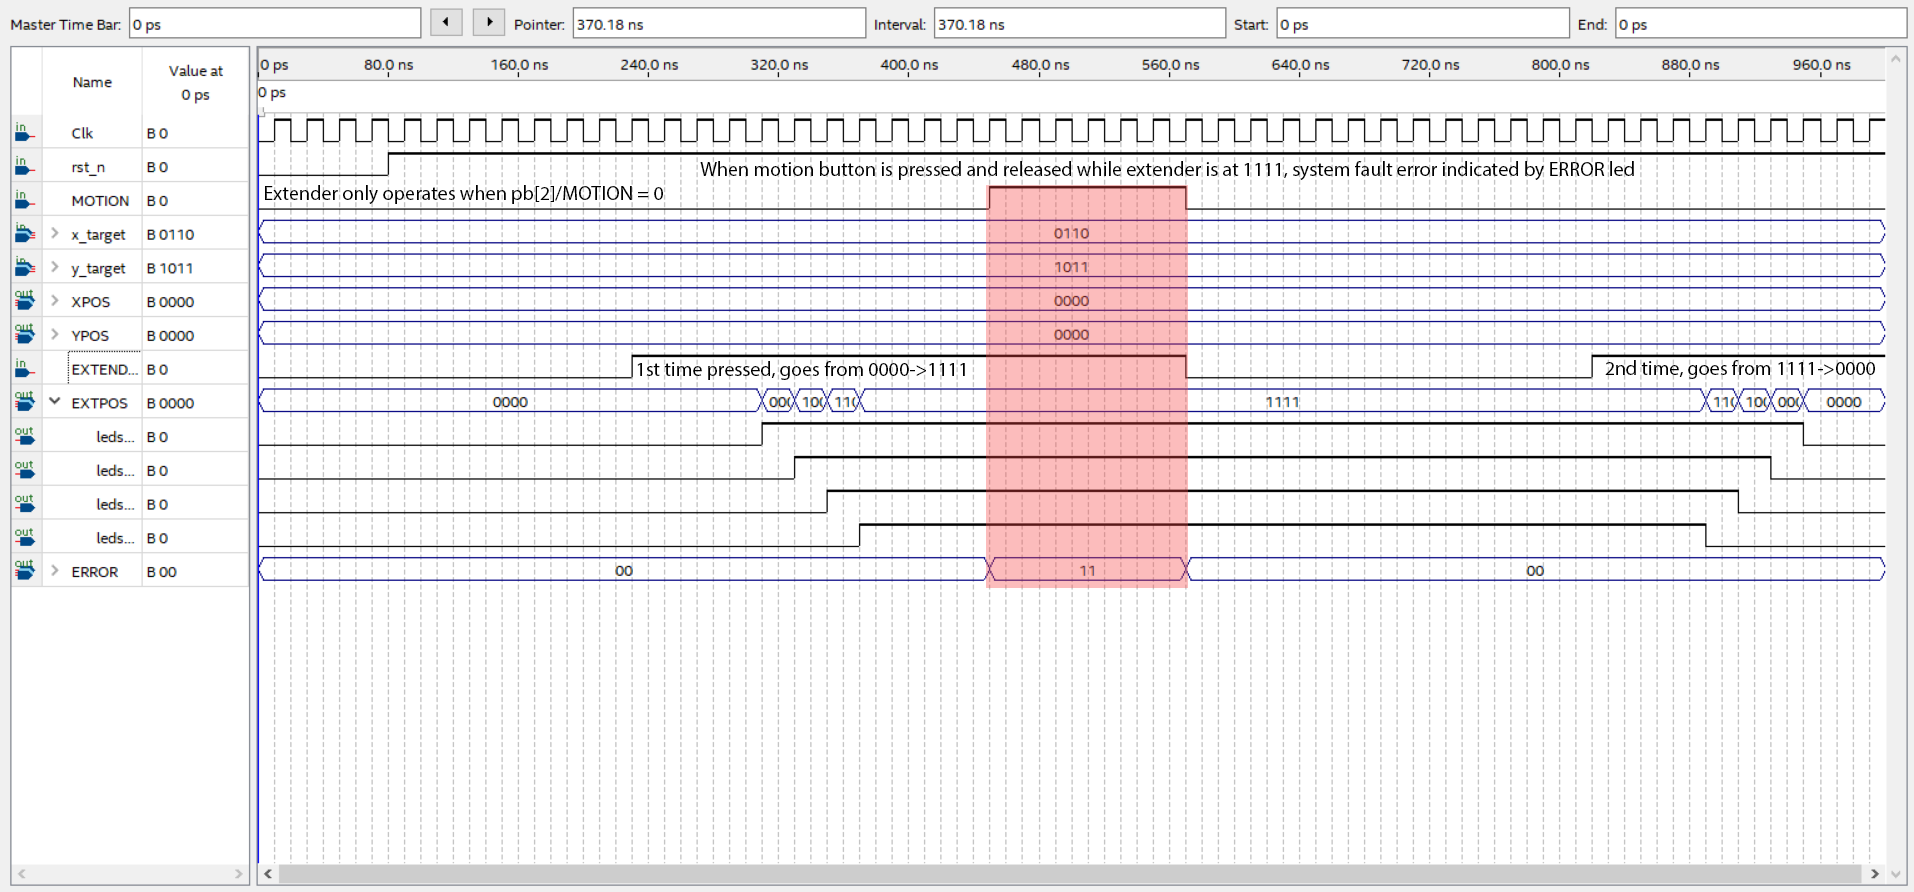 Master Time Bar: 0 ps Pointer: 370.18 ns Interval: 370.18 ns Start: 0 ps End: 0 ps
Name Value at 0 ps
0 ps 80.0 ns 160.0 ns 240.0 ns 320.0 ns 400.0 ns 480.0 ns 560.0 ns 640.0 ns 720.0 ns 800.0 ns 880.0 ns 960.0 ns
0 ps
in Clk B 0
in rst_n B 0 When motion button is pressed and released while extender is at 1111, system fault error indicated by ERROR led
in MOTION B 0 Extender only operates when pb[2]/MOTION = 0
in x_target B 0110 0110
in y_target B 1011 1011
out XPOS B 0000 0000
out YPOS B 0000 0000
in EXTEND... B 0 1st time pressed, goes from 0000->1111 2nd time, goes from 1111->0000
out EXTPOS B 0000 0000 000 100 110 1111 110 100 000 0000
out leds... B 0
out leds... B 0
out leds... B 0
out leds... B 0
out ERROR B 00 00 11 00